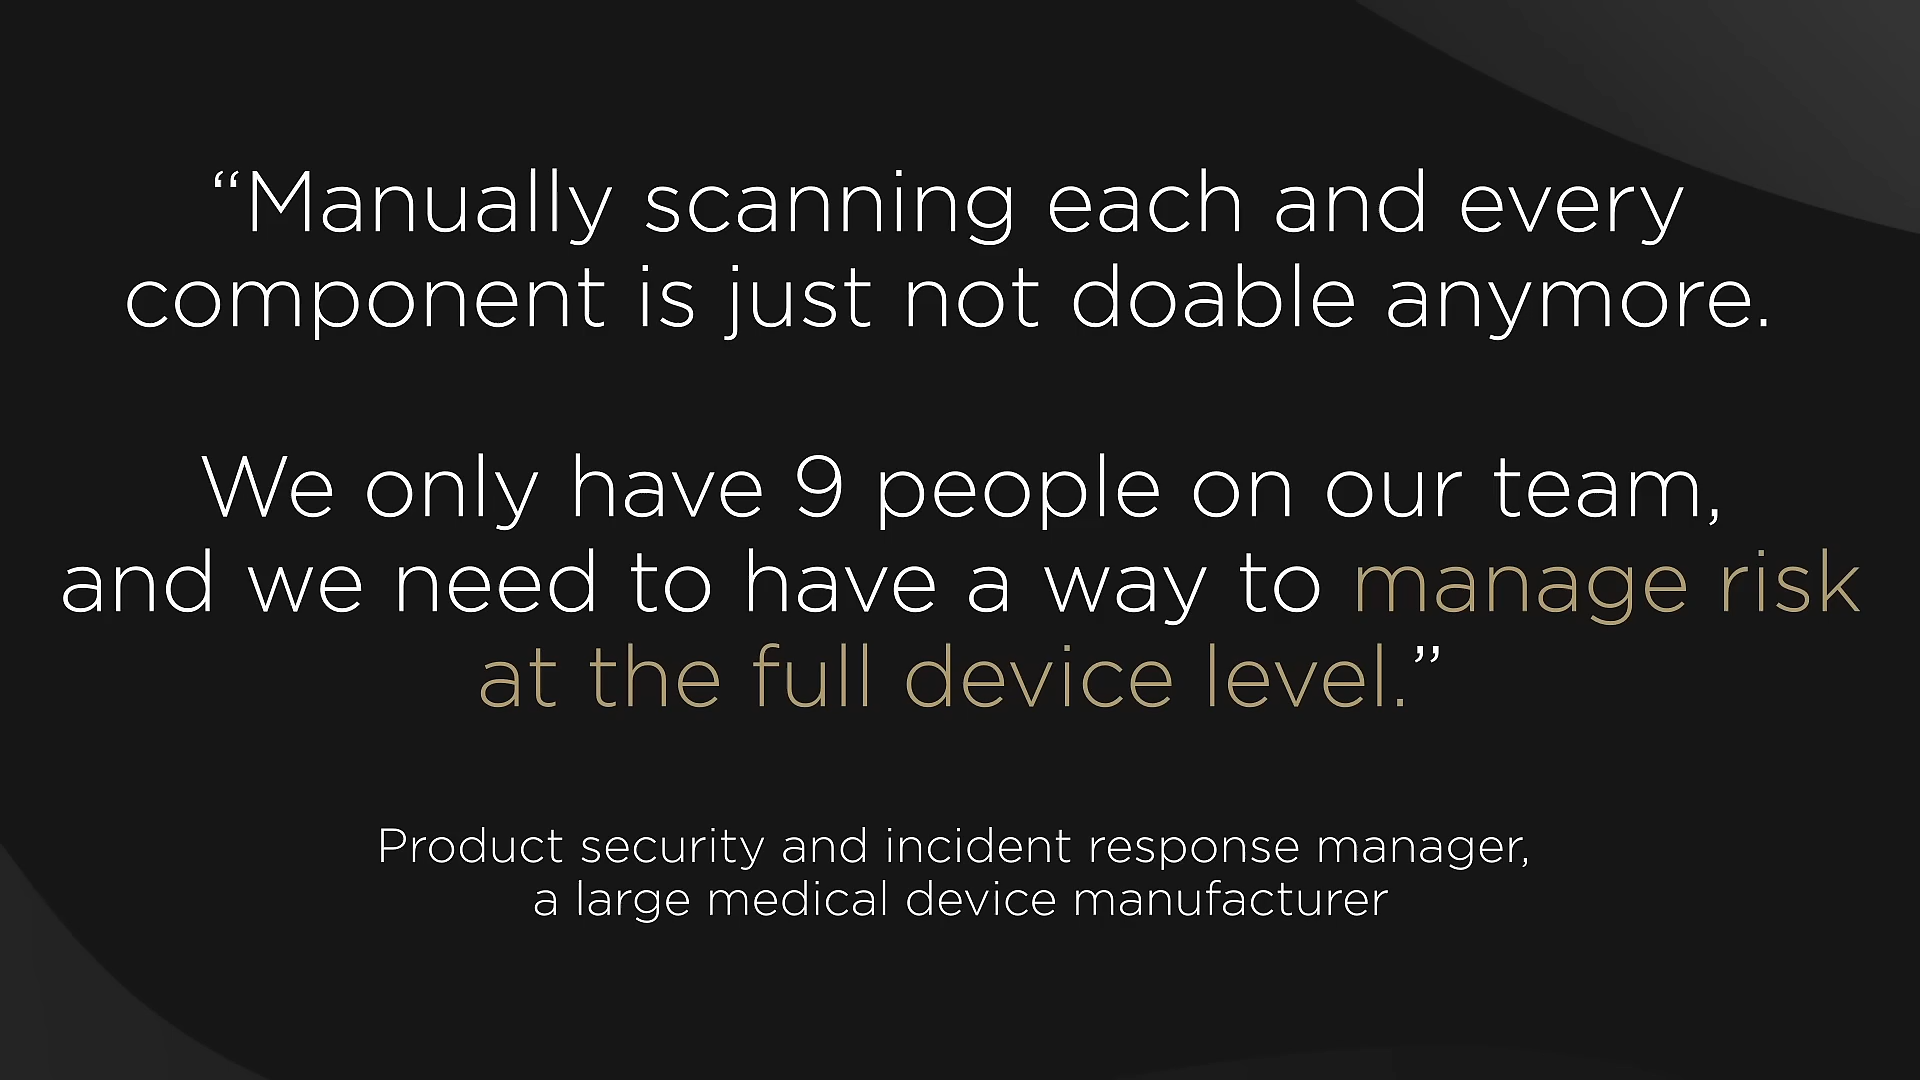 “Manually scanning each and every
component is just not doable anymore.
We only have 9 people on our team,
and we need to have a way to manage risk
at the full device level.”
Product security and incident response manager,
a large medical device manufacturer